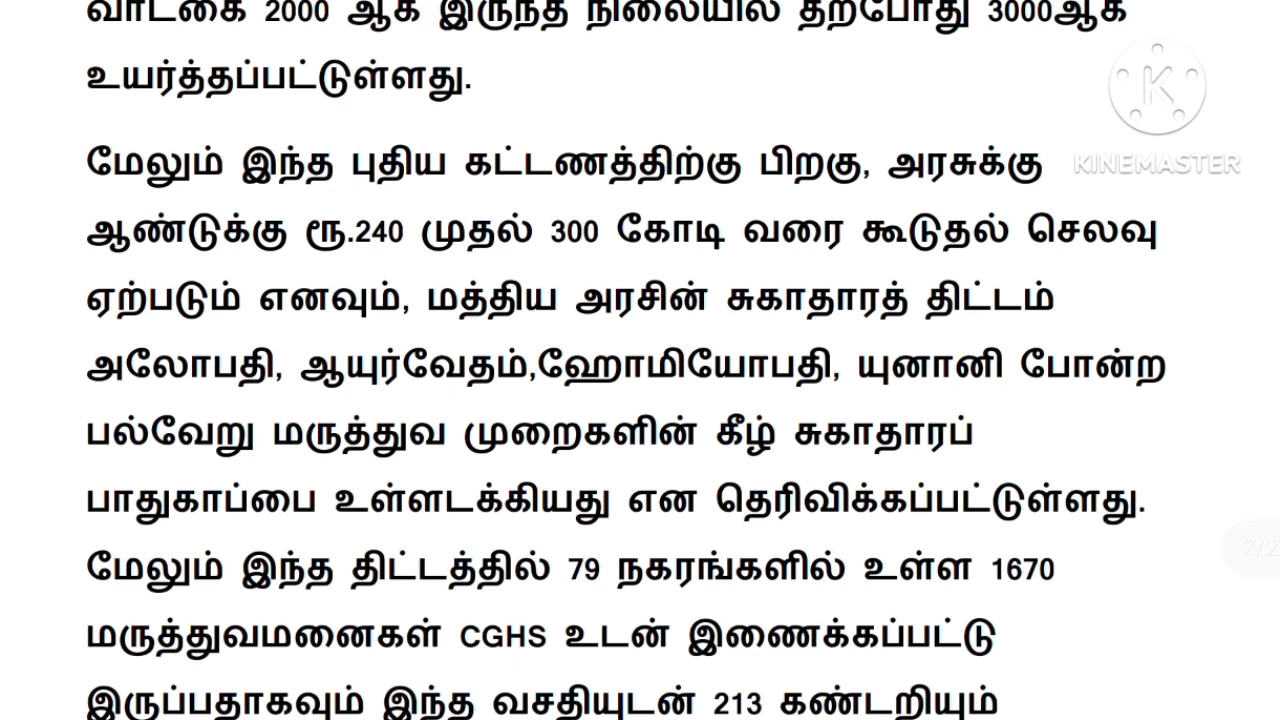 வாடகை 2000 ஆக இருந்த நிலையில் தற்போது 3000ஆக
உயர்த்தப்பட்டுள்ளது.
மேலும் இந்த புதிய கட்டணத்திற்கு பிறகு, அரசுக்கு
KINEMASTER
ஆண்டுக்கு ரூ.240 முதல் 300 கோடி வரை கூடுதல் செலவு
ஏற்படும் எனவும், மத்திய அரசின் சுகாதாரத் திட்டம்
அலோபதி, ஆயுர்வேதம்,ஹோமியோபதி, யுனானி போன்ற
பல்வேறு மருத்துவ முறைகளின் கீழ் சுகாதாரப்
பாதுகாப்பை உள்ளடக்கியது என தெரிவிக்கப்பட்டுள்ளது.
2/2
மேலும் இந்த திட்டத்தில் 79 நகரங்களில் உள்ள 1670
மருத்துவமனைகள் CGHS உடன் இணைக்கப்பட்டு
இருப்பதாகவும் இந்த வசதியுடன் 213 கண்டறியும்